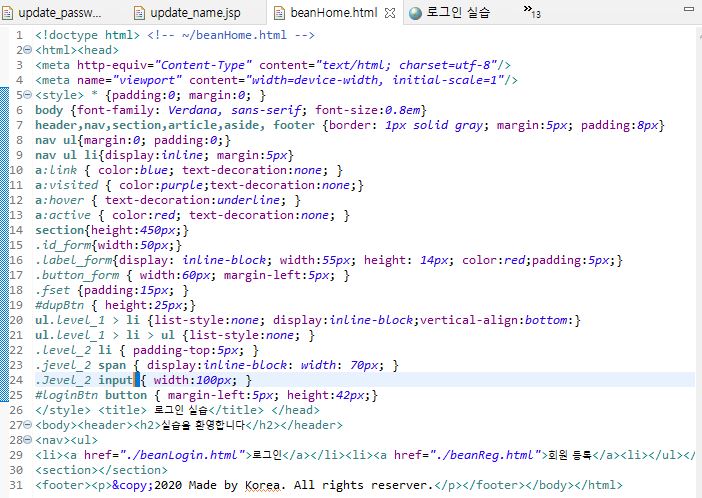 update_passw...
update_name.jsp
beanHome.html
로그인 실습
13
1 <!doctype html> <!-- ~/beanHome.html -->
2 <html><head>
3 <meta http-equiv="Content-Type" content="text/html; charset=utf-8"/>
4 <meta name="viewport" content="width=device-width, initial-scale=1"/>
5 <style> * {padding:0; margin:0; }
6 body {font-family: Verdana, sans-serif; font-size:0.8em}
7 header,nav,section,article,aside, footer {border: 1px solid gray; margin:5px; padding:8px}
8 nav ul{margin:0; padding:0;}
9 nav ul li{display:inline; margin:5px}
10 a:link { color:blue; text-decoration:none; }
11 a:visited { color:purple;text-decoration:none;}
12 a:hover { text-decoration:underline; }
13 a:active { color:red; text-decoration:none; }
14 section{height:450px;}
15 .id_form{width:50px;}
16 .label_form{display: inline-block; width:55px; height: 14px; color:red;padding:5px;}
17 .button_form { width:60px; margin-left:5px; }
18 .fset {padding:15px; }
19 #dupBtn { height:25px;}
20 ul.level_1 > li {list-style:none; display:inline-block;vertical-align:bottom:}
21 ul.level_1 > li > ul {list-style:none; }
22 .level_2 li { padding-top:5px; }
23 .jevel_2 span { display:inline-block: width: 70px; }
24 .Jevel_2 input { width:100px; }
25 #loginBtn button { margin-left:5px; height:42px;}
26 </style> <title> 로그인 실습</title> </head>
27 <body><header><h2>실습을 환영합니다</h2></header>
28 <nav><ul>
29 <li><a href="./beanLogin.html">로그인</a></li><li><a href="./beanReg.html">회원 등록</a><li></ul></
30 <section></section>
31 <footer><p>&copy;2020 Made by Korea. All rights reserver.</p></footer></body></html>